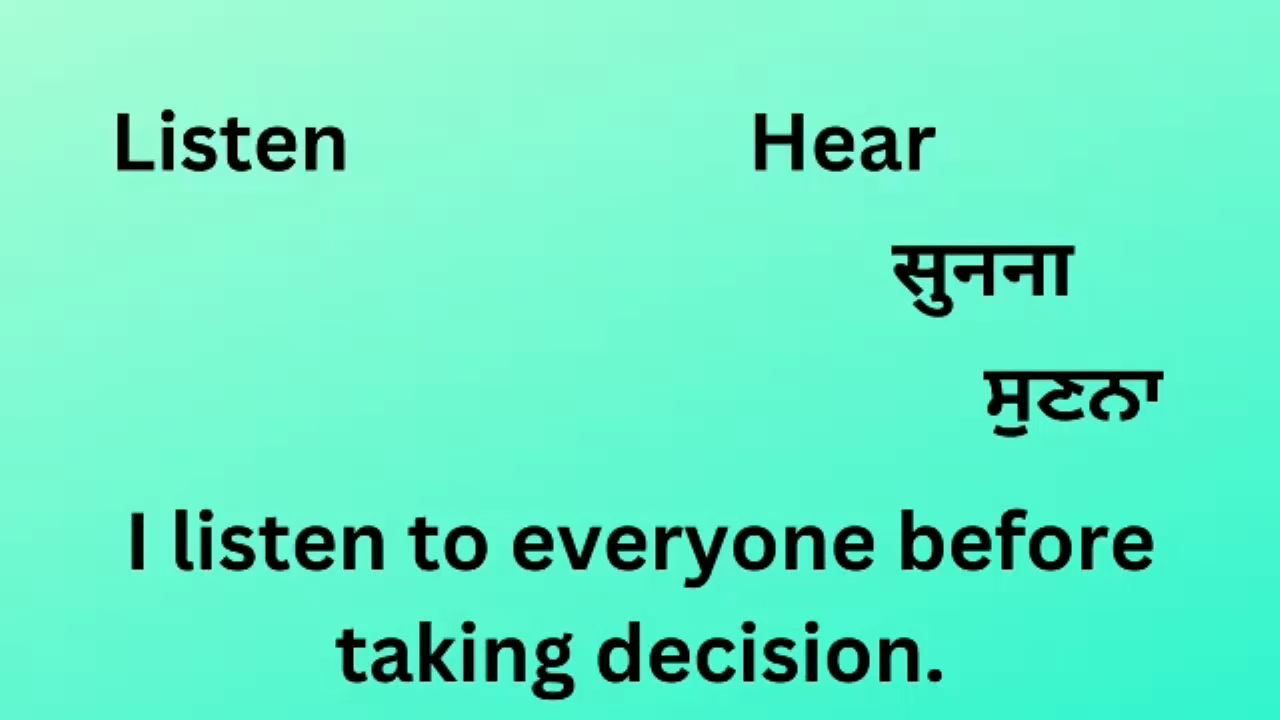 Listen
Hear
सुनना
ਸੁਣਨਾ
I listen to everyone before
taking decision.